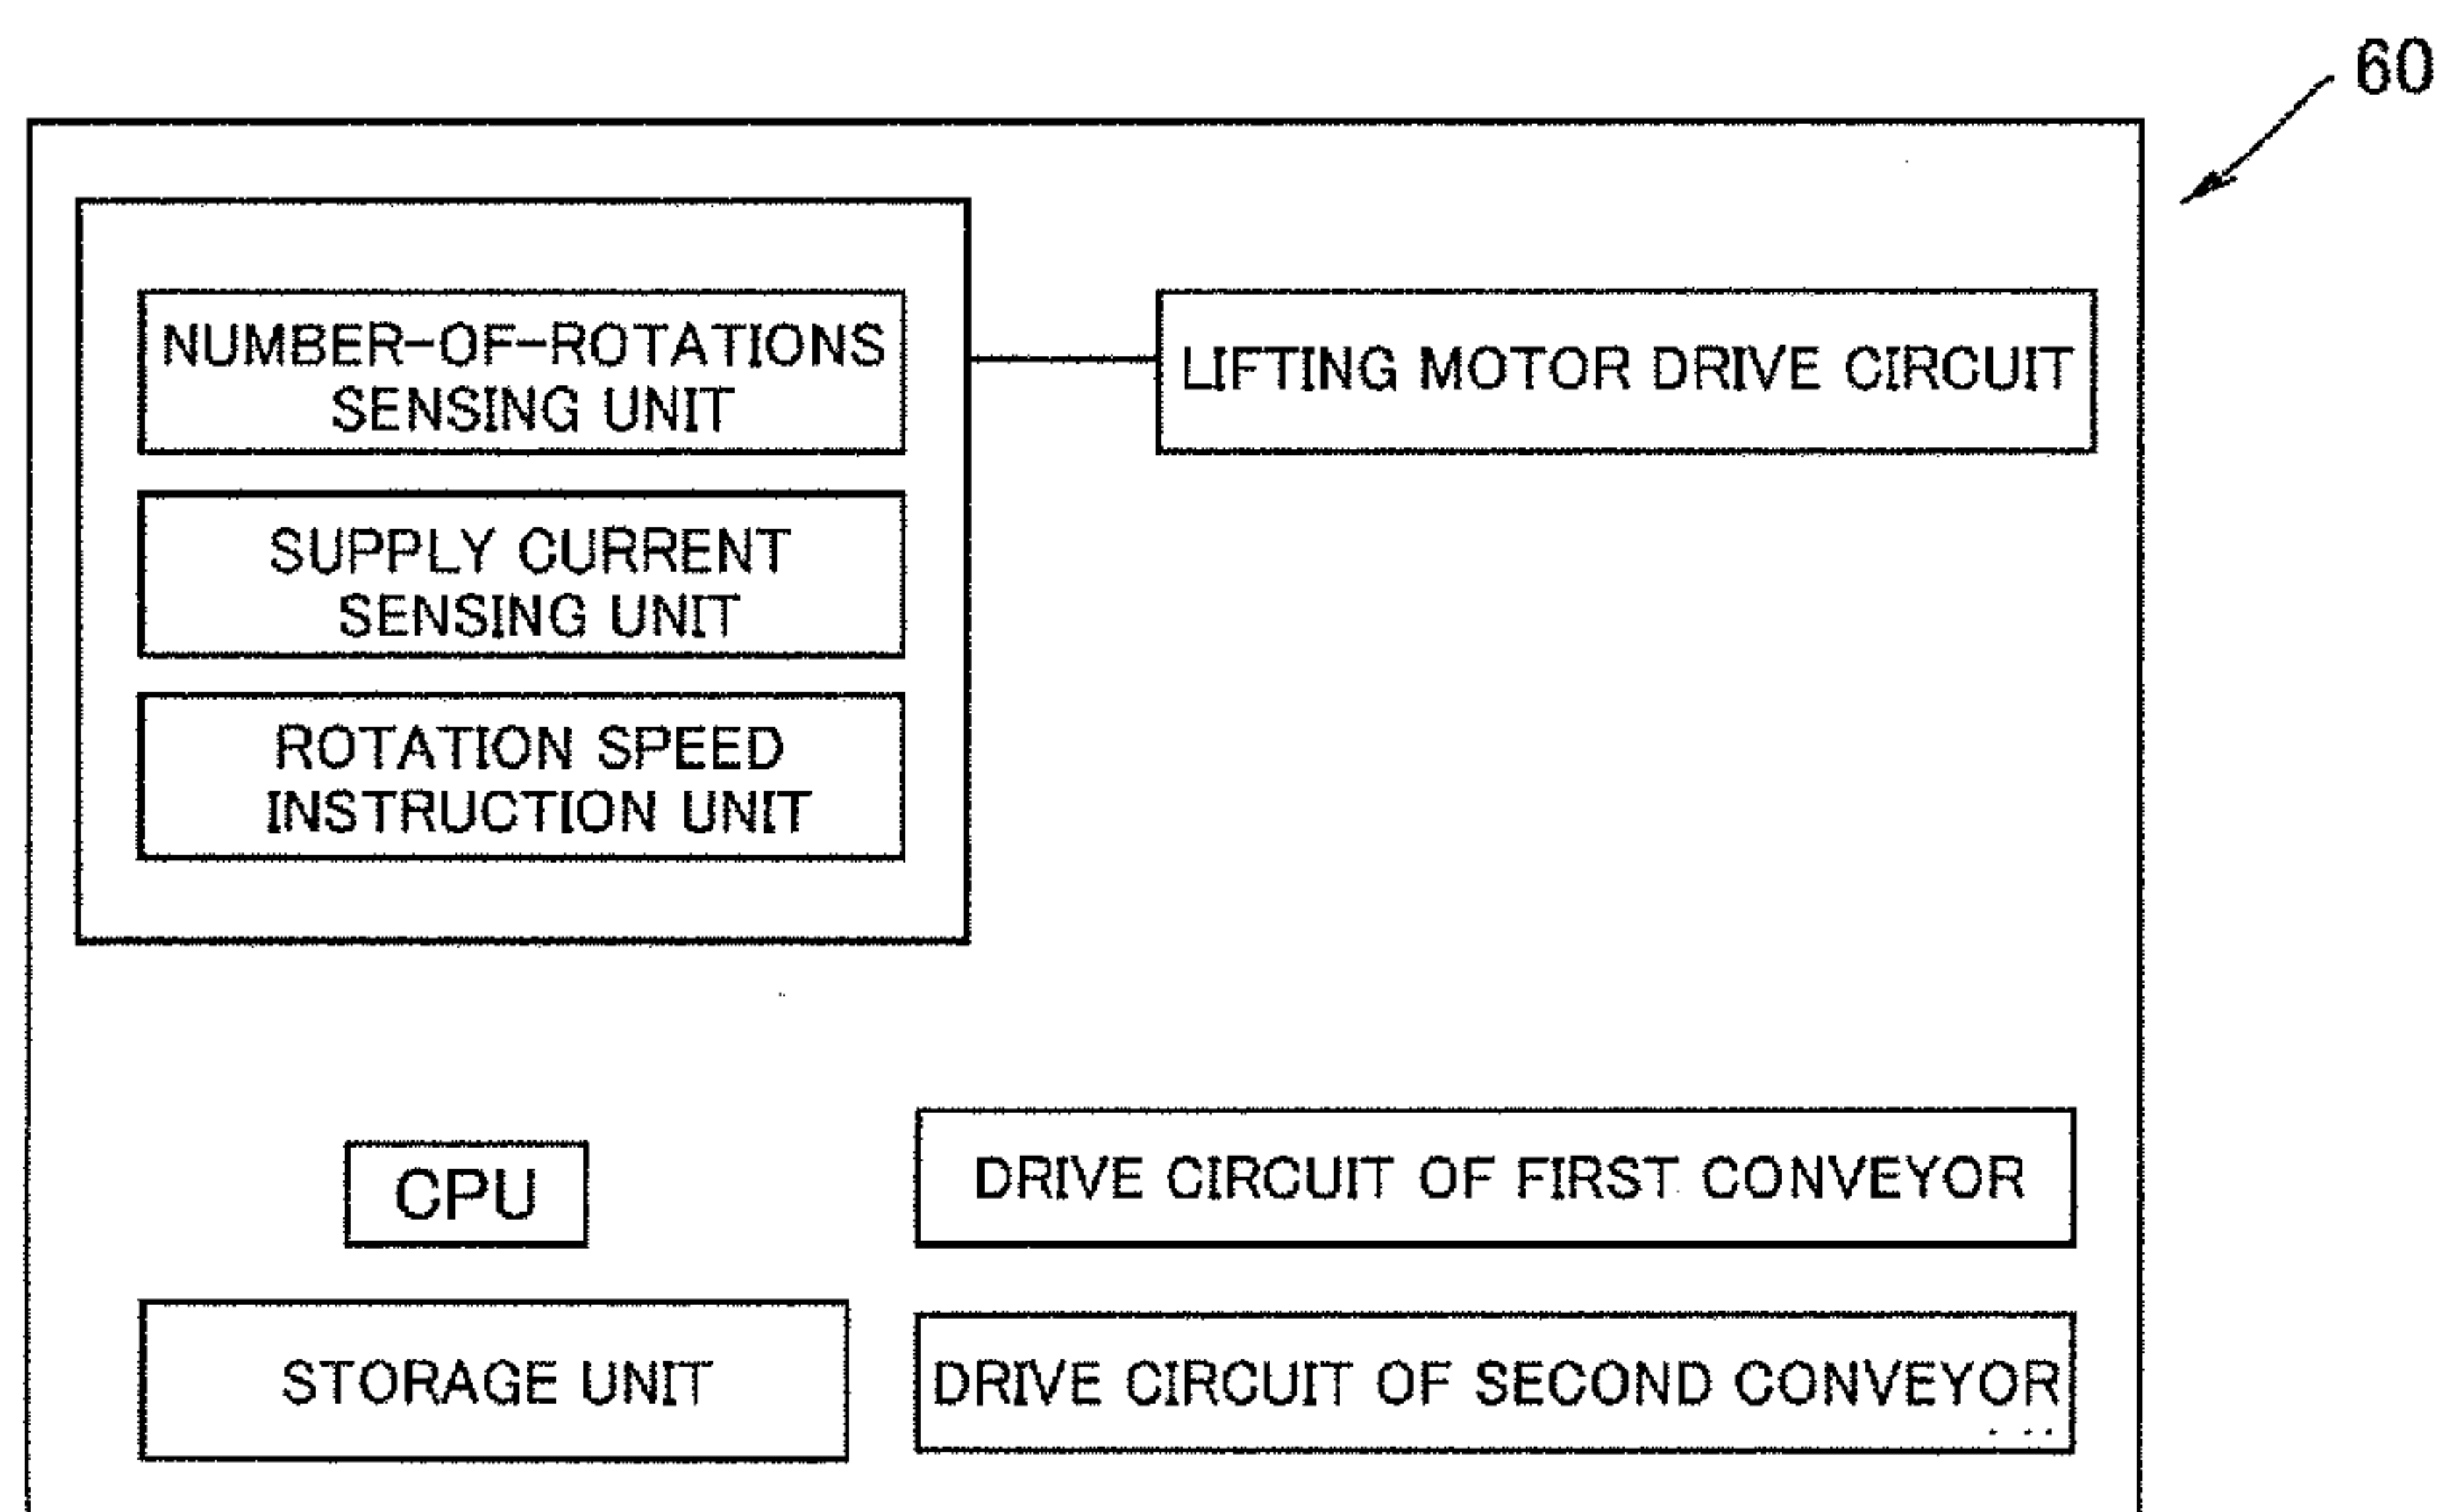 60
NUMBER-OF-ROTATIONS
SENSING UNIT
LIFTING MOTOR DRIVE CIRCUIT
SUPPLY CURRENT
SENSING UNIT
ROTATION SPEED
INSTRUCTION UNIT
CPU
DRIVE CIRCUIT OF FIRST CONVEYOR
STORAGE UNIT
DRIVE CIRCUIT OF SECOND CONVEYOR